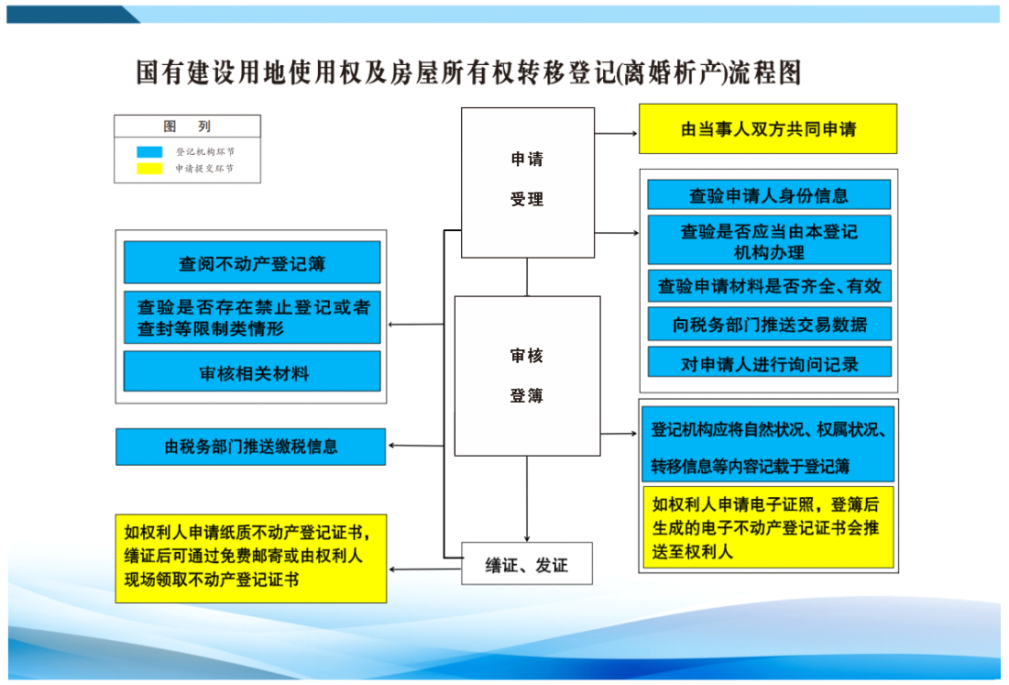 国有建设用地使用权及房屋所有权转移登记(离婚析产)流程图
图 列
登记机构环节
申请提交环节
申请
受理
由当事人双方共同申请
查验申请人身份信息
查验是否应当由本登记
机构办理
查验申请材料是否齐全、有效
向税务部门推送交易数据
对申请人进行询问记录
查阅不动产登记簿
查验是否存在禁止登记或者
查封等限制类情形
审核相关材料
审核
登簿
由税务部门推送缴税信息
登记机构应将自然状况、权属状况、
转移信息等内容记载于登记簿
如权利人申请电子证照，登簿后
生成的电子不动产登记证书会推
送至权利人
如权利人申请纸质不动产登记证书，
缮证后可通过免费邮寄或由权利人
现场领取不动产登记证书
缮证、发证